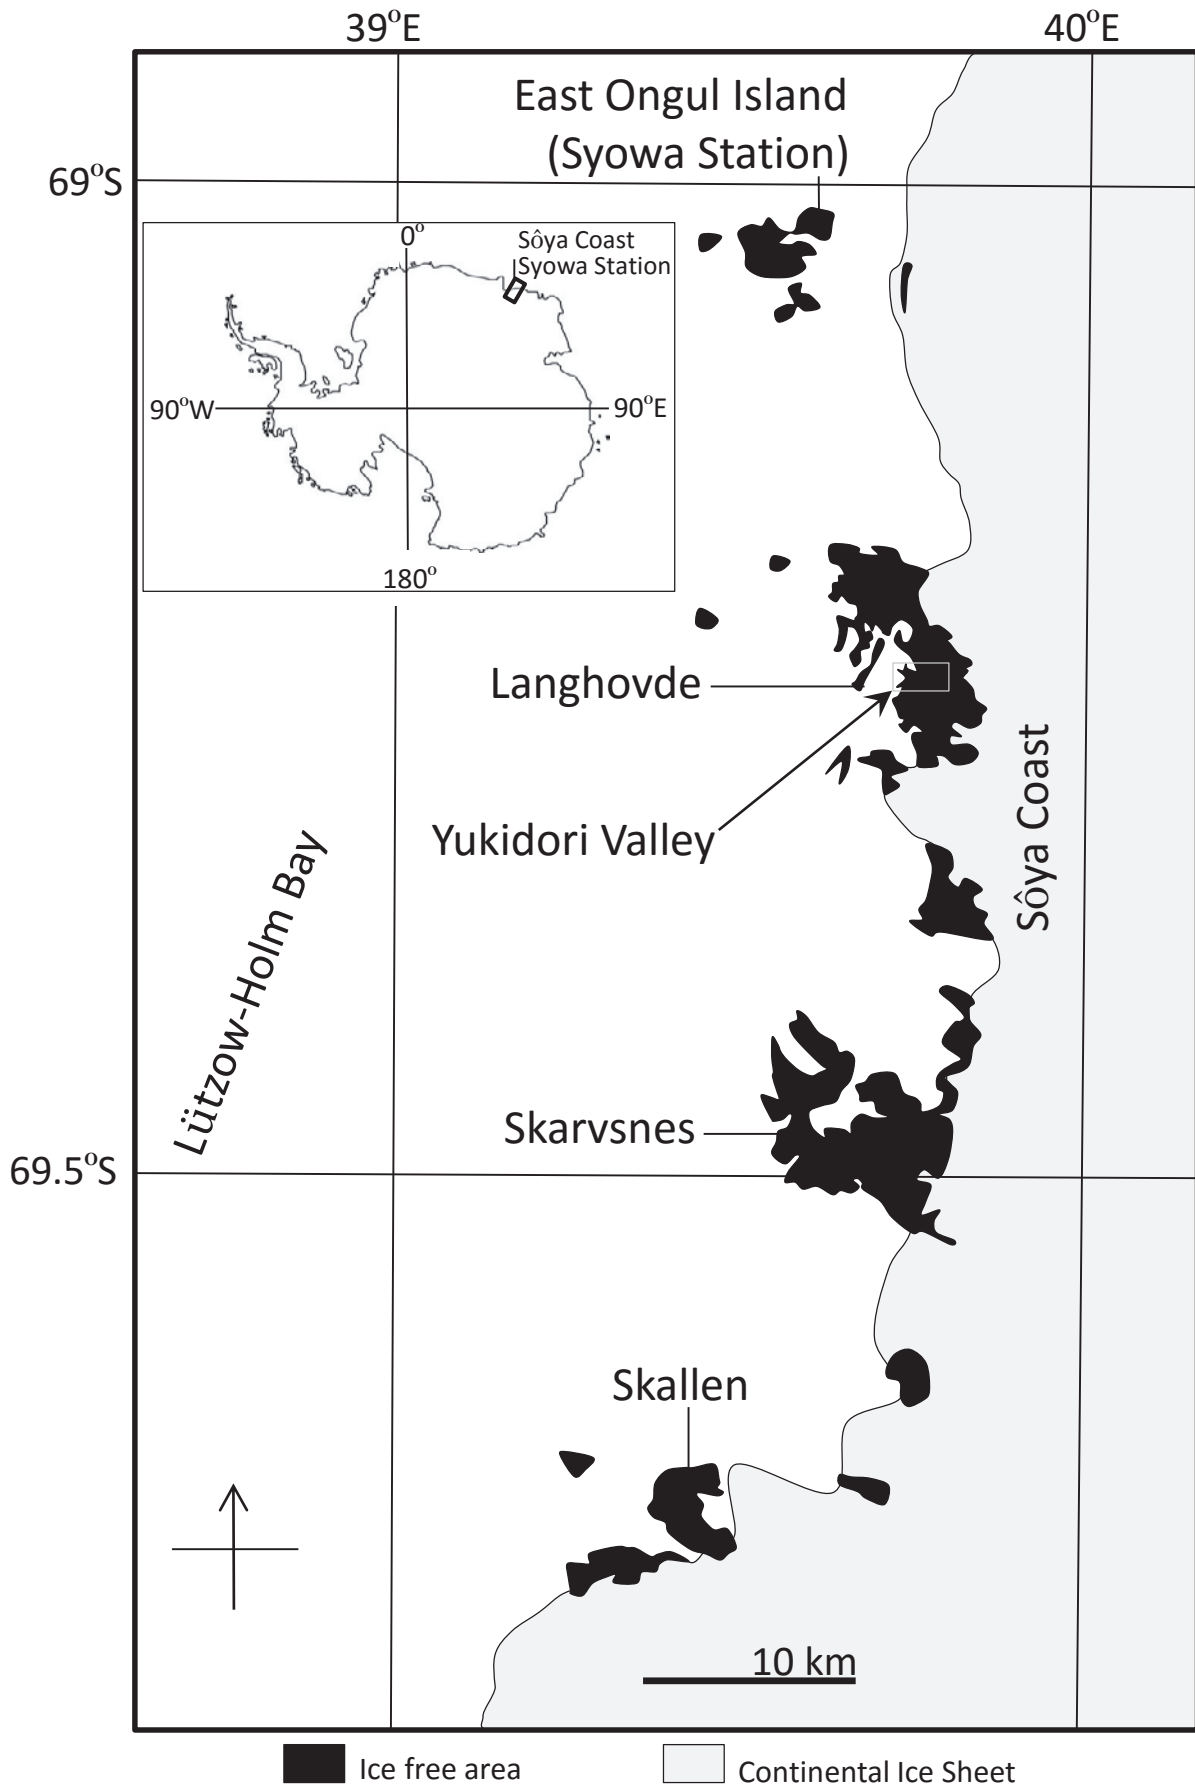 39°E
40°E
East Ongul Island
(Syowa Station)
69°S
0°
Sôya Coast
Syowa Station
90°W
90°E
180°
Langhovde
Yukidori Valley
Sôya Coast
Lützow-Holm Bay
Skarvsnes
69.5°S
Skallen
10 km
Ice free area
Continental Ice Sheet